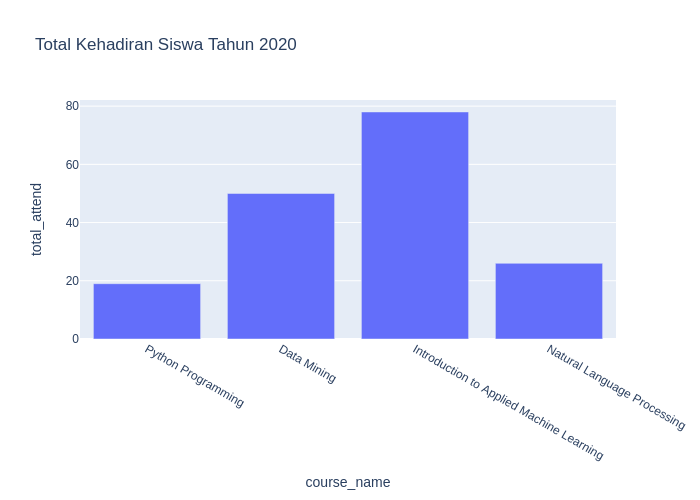 Total Kehadiran Siswa Tahun 2020
total_attend
80
60
40
20
0
Python Programming
Data Mining
Introduction to Applied Machine Learning
Natural Language Processing
course_name